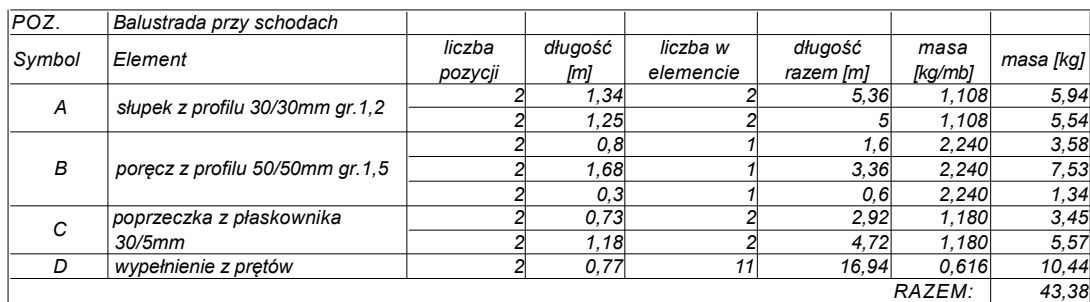 POZ. Balustrada przy schodach
Symbol Element liczba pozycji długość [m] liczba w elemencie długość razem [m] masa [kg/mb] masa [kg]
A słupek z profilu 30/30mm gr.1,2 2 1,34 2 5,36 1,108 5,94
2 1,25 2 5 1,108 5,54
B poręcz z profilu 50/50mm gr.1,5 2 0,8 1 1,6 2,240 3,58
2 1,68 1 3,36 2,240 7,53
2 0,3 1 0,6 2,240 1,34
C poprzeczka z płaskownika 30/5mm 2 0,73 2 2,92 1,180 3,45
2 1,18 2 4,72 1,180 5,57
D wypełnienie z prętów 2 0,77 11 16,94 0,616 10,44
RAZEM: 43,38